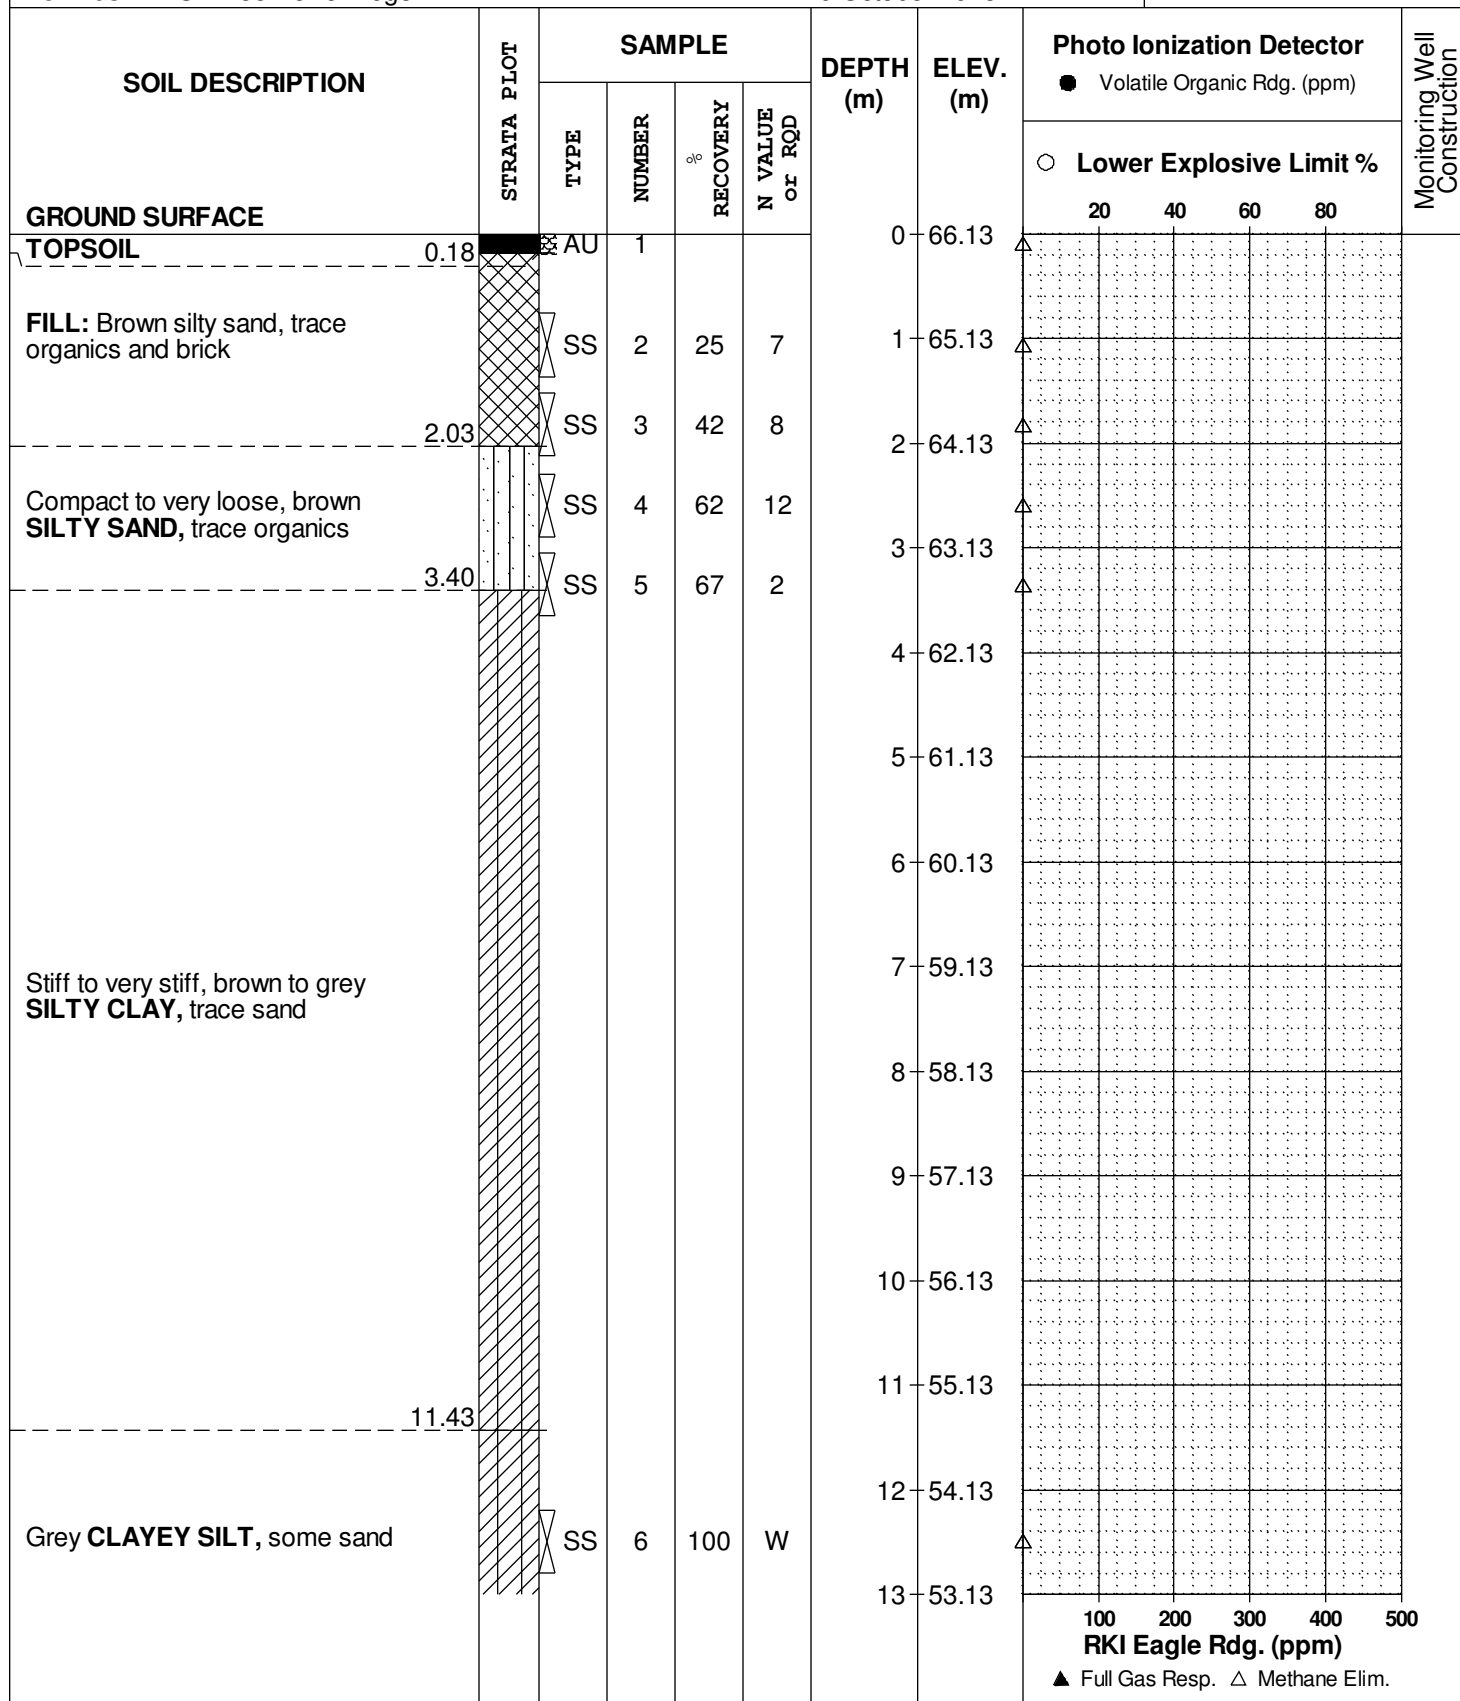 SOIL DESCRIPTION
GROUND SURFACE
STRATA PLOT
SAMPLE
TYPE
NUMBER
%
RECOVERY
N VALUE
or RQD
DEPTH
(m)
ELEV.
(m)
Photo Ionization Detector
● Volatile Organic Rdg. (ppm)
○ Lower Explosive Limit %
20 40 60 80
Monitoring Well
Construction
TOPSOIL 0.18
AU 1
0 66.13
FILL: Brown silty sand, trace
organics and brick
SS 2 25 7
1 65.13
2.03
SS 3 42 8
2 64.13
Compact to very loose, brown
SILTY SAND, trace organics
SS 4 62 12
3 63.13
3.40
SS 5 67 2
4 62.13
5 61.13
6 60.13
7 59.13
Stiff to very stiff, brown to grey
SILTY CLAY, trace sand
8 58.13
9 57.13
10 56.13
11 55.13
11.43
12 54.13
Grey CLAYEY SILT, some sand
SS 6 100 W
13 53.13
100 200 300 400 500
RKI Eagle Rdg. (ppm)
▲ Full Gas Resp. △ Methane Elim.